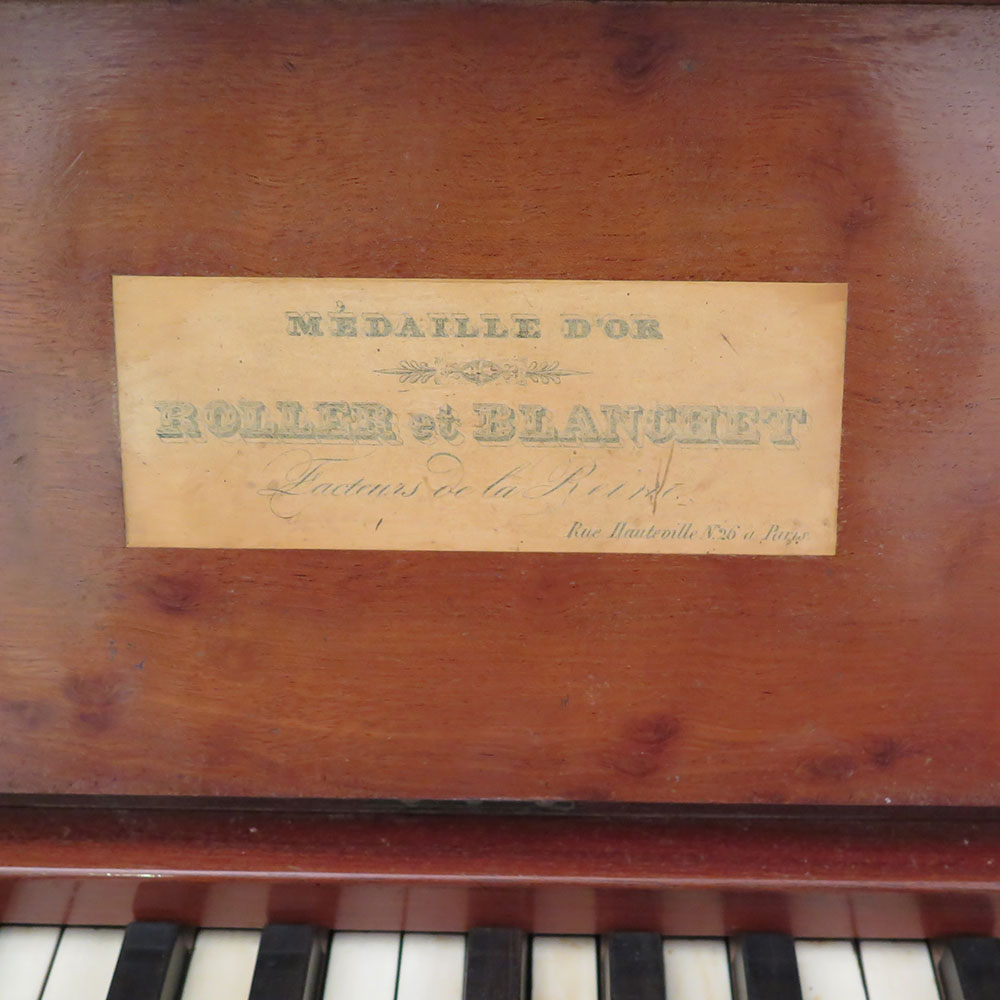 MÉDAILLE D'OR
ROLLER et BLANCHET
Facteurs de la Reine.
Rue Hauteville N.º 26 a Paris